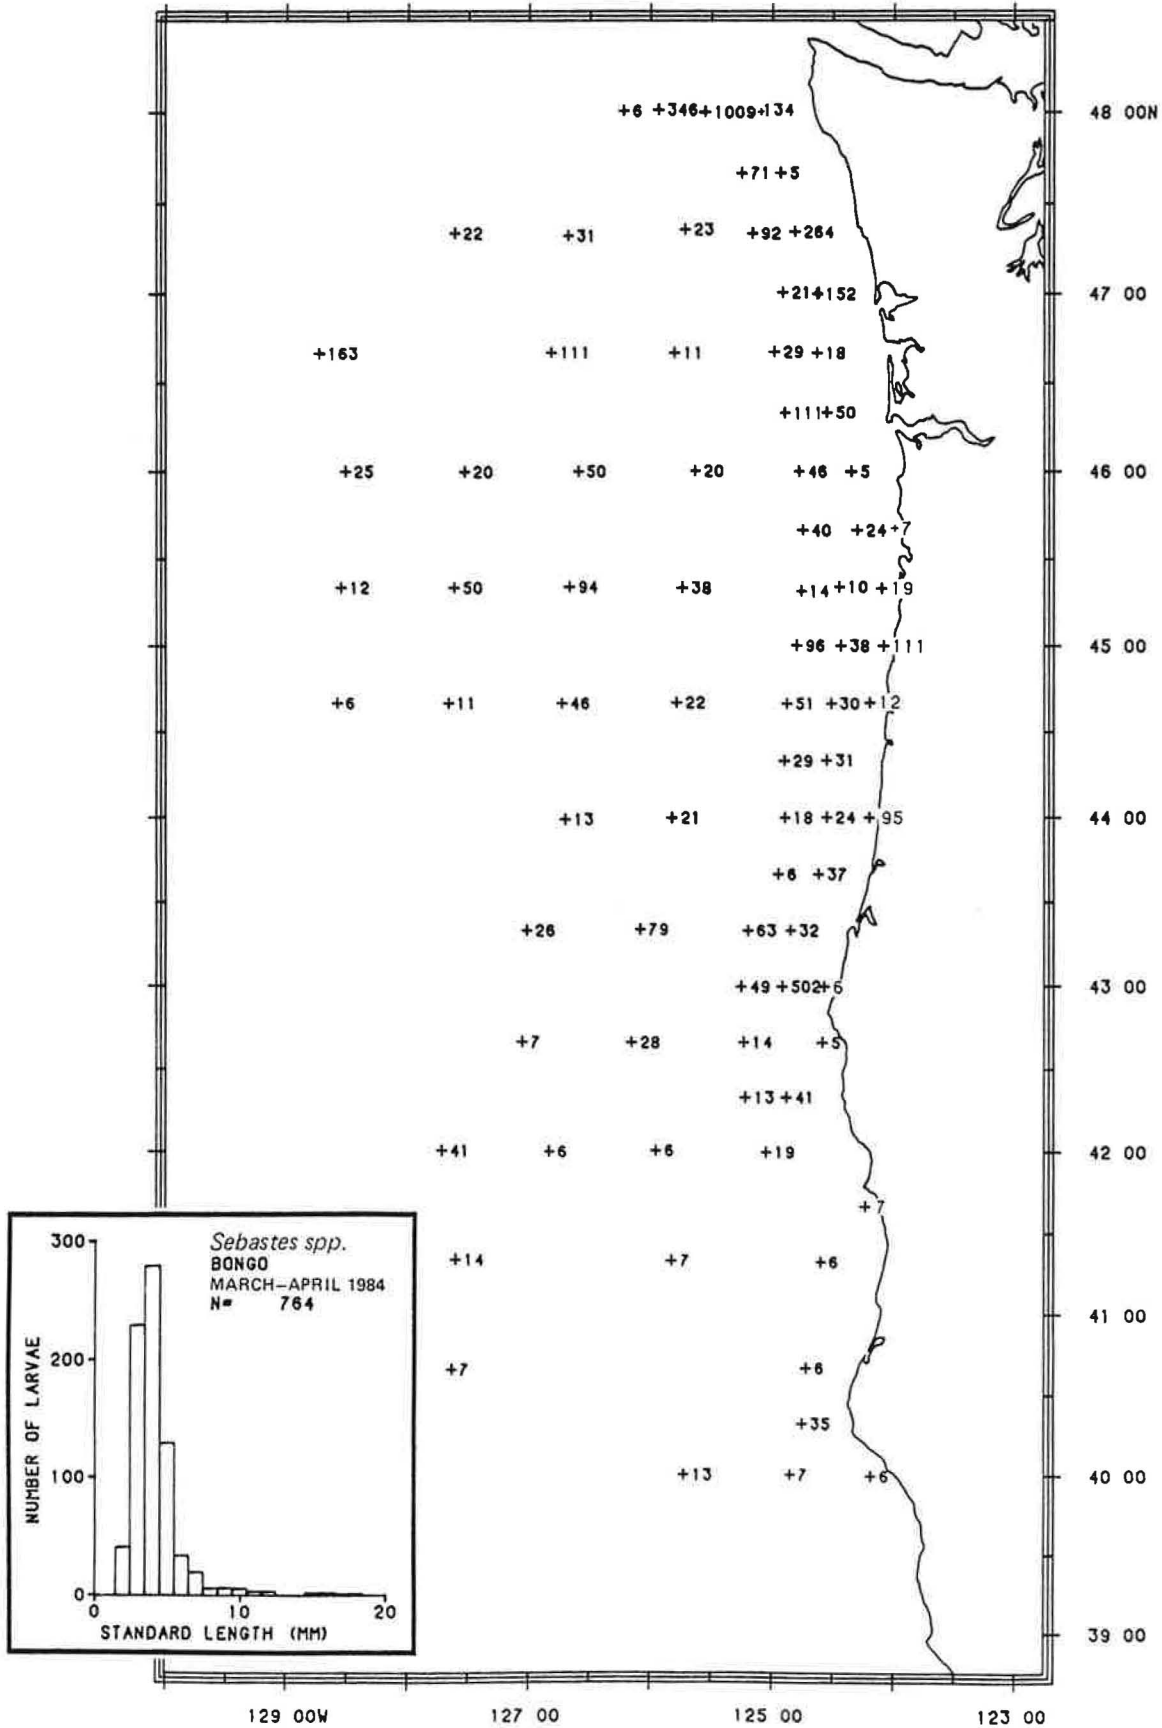 +6 +346 +1009 +134 48 00N
+71 +5
+22 +31 +23 +92 +264
+214 +152 47 00
+163 +111 +11 +29 +18
+111 +50
+25 +20 +50 +20 +46 +5 46 00
+40 +24 +7
+12 +50 +94 +38 +14 +10 +19
+96 +38 +111 45 00
+6 +11 +46 +22 +51 +30 +12
+29 +31
+13 +21 +18 +24 +95 44 00
+6 +37
+26 +79 +63 +32
+49 +502 +6 43 00
+7 +28 +14 +5
+13 +41
+41 +6 +6 +19 42 00
+7
+14 +7 +6
41 00
+7 +6
+35
+13 +7 +6 40 00
39 00
129 00W 127 00 125 00 123 00
Sebastes spp.
BONGO
MARCH–APRIL 1984
N= 764
NUMBER OF LARVAE
300
200
100
0
0 10 20
STANDARD LENGTH (MM)